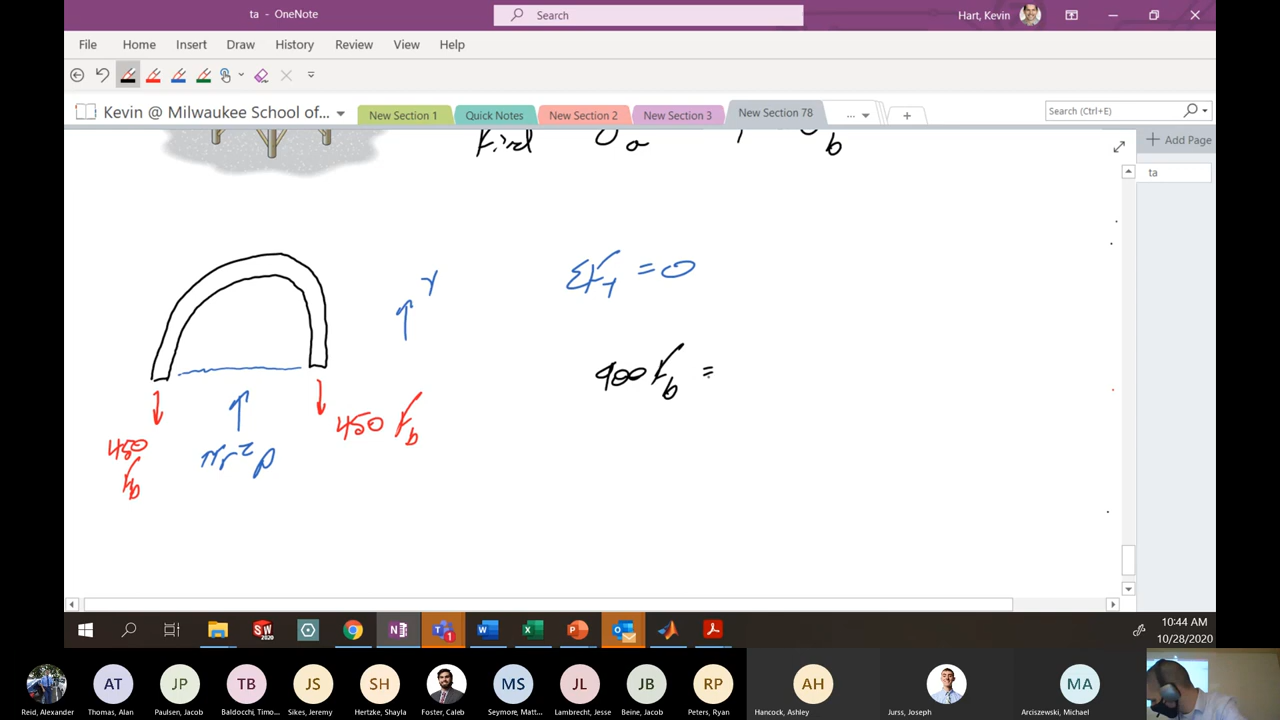 ta - OneNote
Search
Hart, Kevin
File Home Insert Draw History Review View Help
Kevin @ Milwaukee School of...
New Section 1
Quick Notes
New Section 2
New Section 3
New Section 78
...
Search (Ctrl+E)
Add Page
ta
Find σa
b
Y
ΣFY = 0
900 Fb =
450 Fb
450 Fb
πr²p
10:44 AM
10/28/2020
Reid, Alexander
AT
Thomas, Alan
JP
Paulsen, Jacob
TB
Baldocchi, Timo...
JS
Sikes, Jeremy
SH
Hertzke, Shayla
Foster, Caleb
MS
Seymore, Matt...
JL
Lambrecht, Jesse
JB
Beine, Jacob
RP
Peters, Ryan
AH
Hancock, Ashley
Jurss, Joseph
MA
Arciszewski, Michael